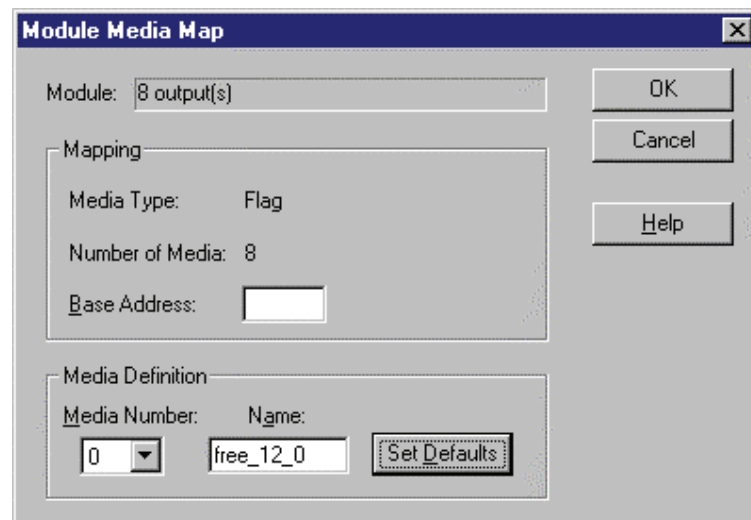 Module Media Map
Module: 8 output(s)
OK
Cancel
Help
Mapping
Media Type: Flag
Number of Media: 8
Base Address:
Media Definition
Media Number: Name:
0 free_12_0 Set Defaults